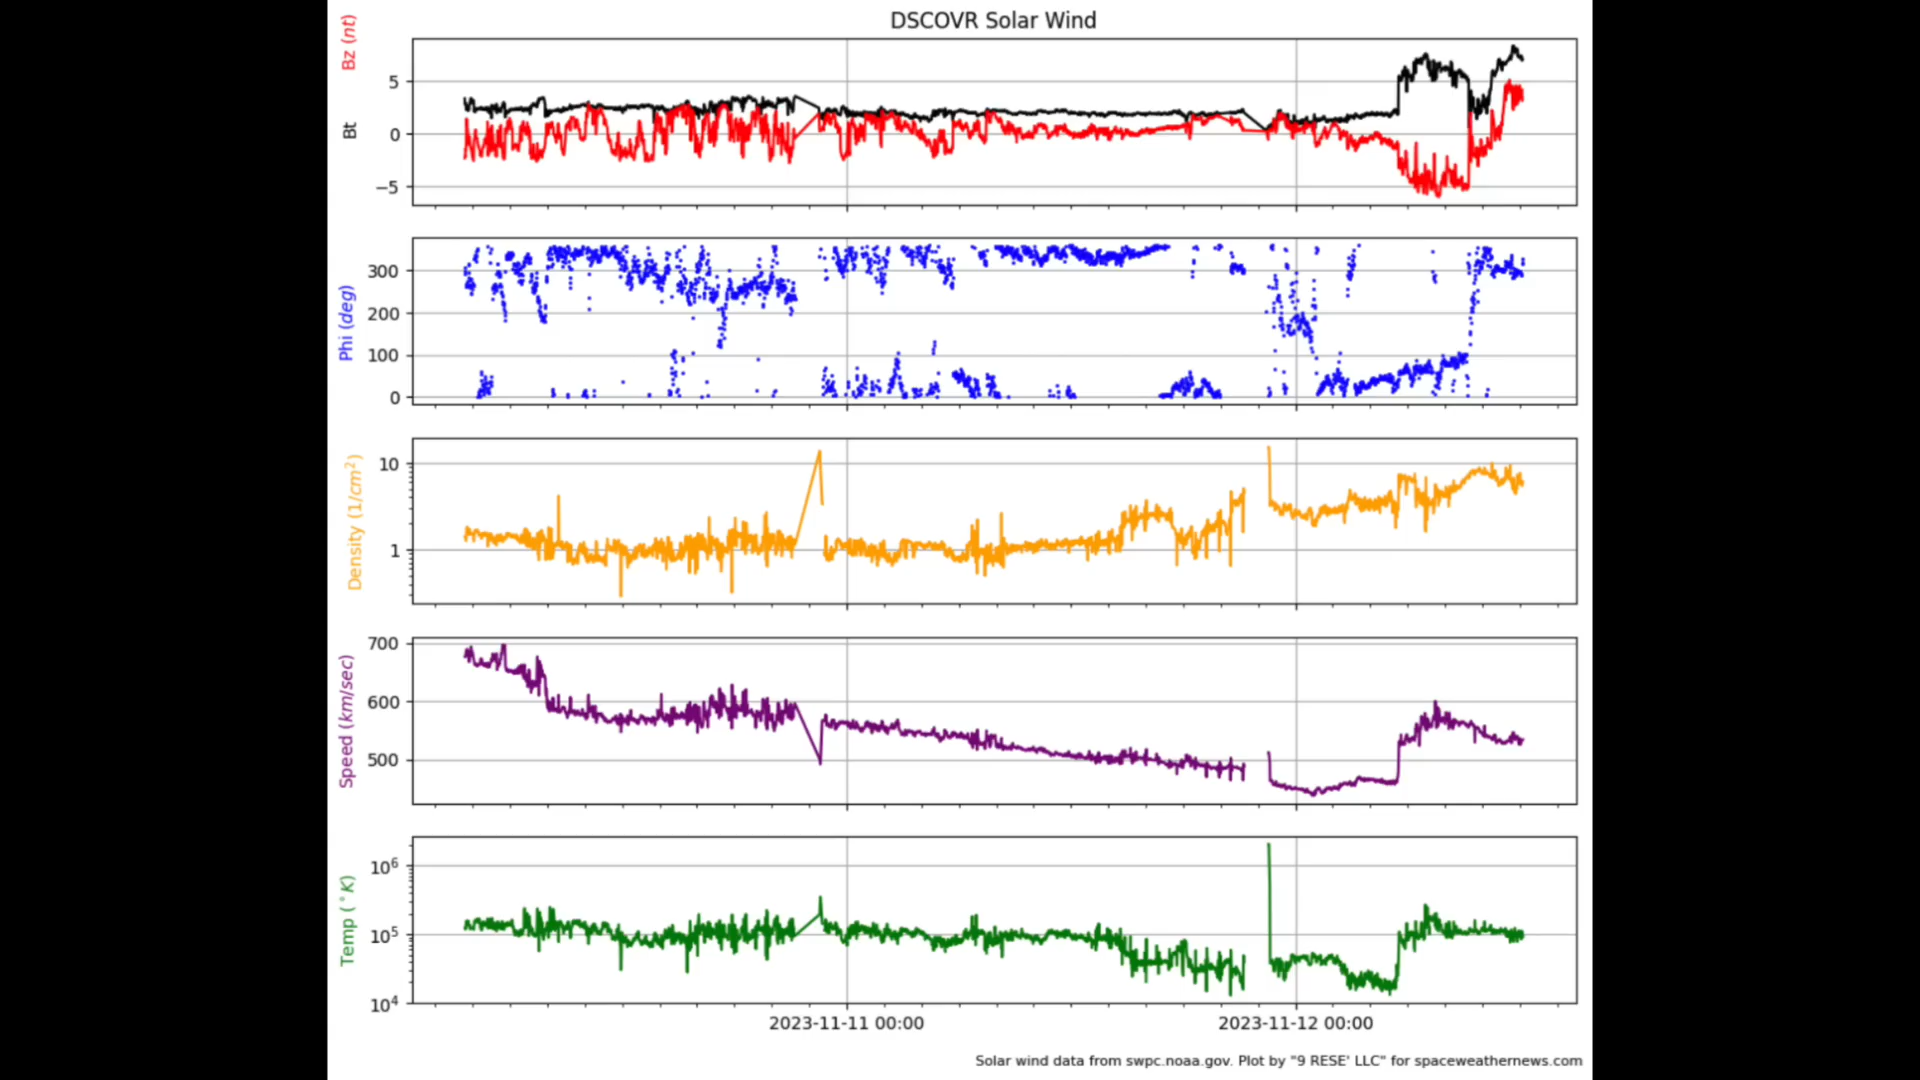 DSCOVR Solar Wind
Bz (nt)
Bt
5
0
−5
Phi (deg)
300
200
100
0
Density (1/cm²)
10
1
Speed (km/sec)
700
600
500
Temp (°K)
10⁶
10⁵
10⁴
2023-11-11 00:00
2023-11-12 00:00
Solar wind data from swpc.noaa.gov. Plot by "9 RESE' LLC" for spaceweathernews.com